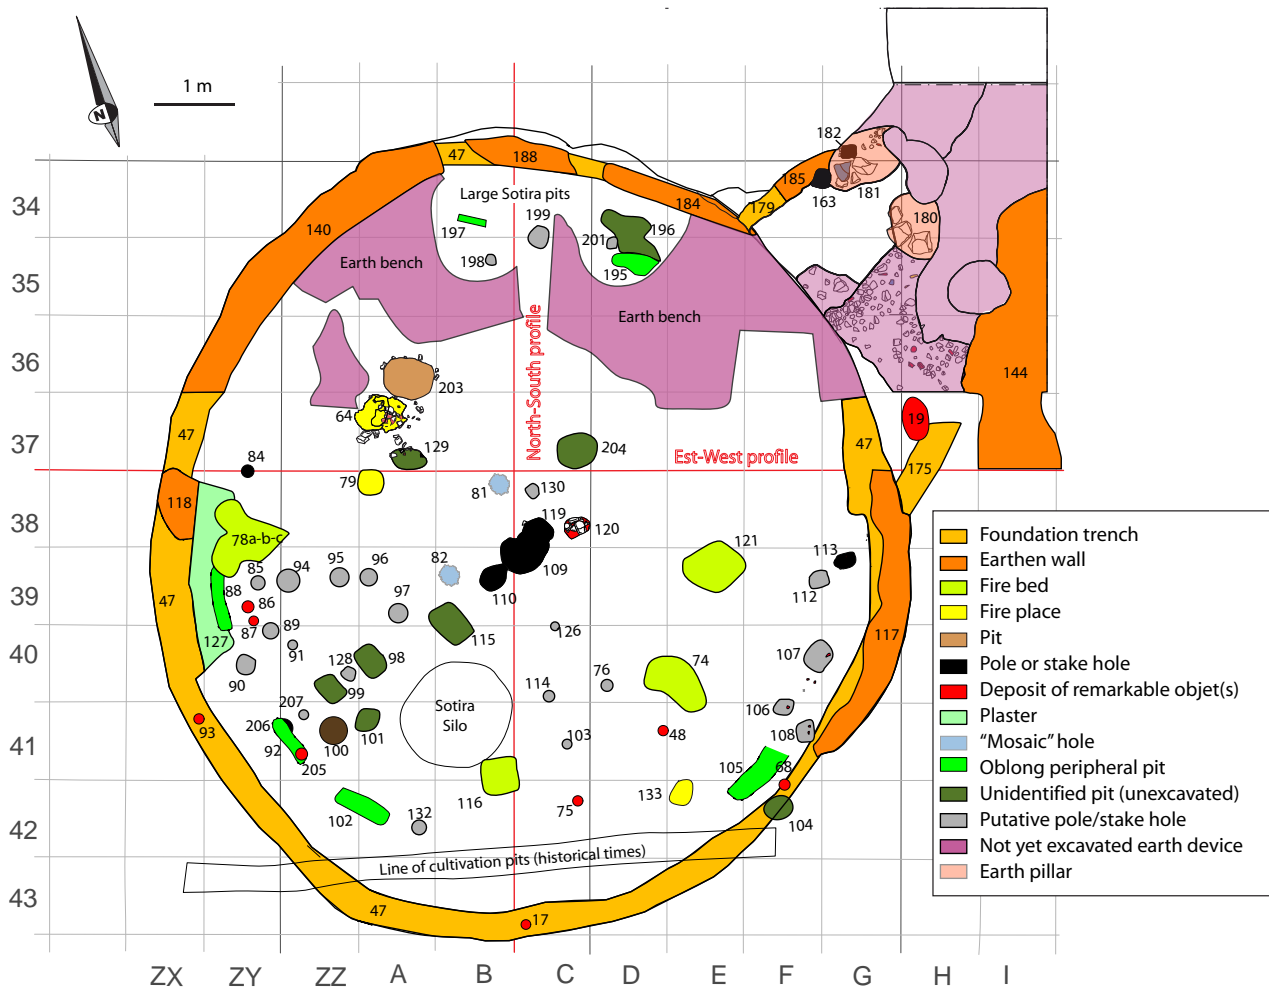 N
1 m
182
47
188
181
185
163
34
Large Sotira pits
184
179
180
199
140
197
201
196
198
195
Earth bench
35
Earth bench
North-South profile
36
203
144
64
19
37
47
129
204
47
84
Est-West profile
175
79
81
130
118
119
120
38
78a-b-c
121
113
85
94
95
96
82
109
88
86
97
110
112
39
47
87
89
126
117
127
91
115
40
128
98
74
107
90
99
114
76
207
Sotira
Silo
106
206
93
92
100
101
103
48
108
41
205
105
68
116
133
102
132
75
104
42
Line of cultivation pits (historical times)
43
47
17
ZX
ZY
ZZ
A
B
C
D
E
F
G
H
I
Foundation trench
Earthen wall
Fire bed
Fire place
Pit
Pole or stake hole
Deposit of remarkable objet(s)
Plaster
“Mosaic” hole
Oblong peripheral pit
Unidentified pit (unexcavated)
Putative pole/stake hole
Not yet excavated earth device
Earth pillar